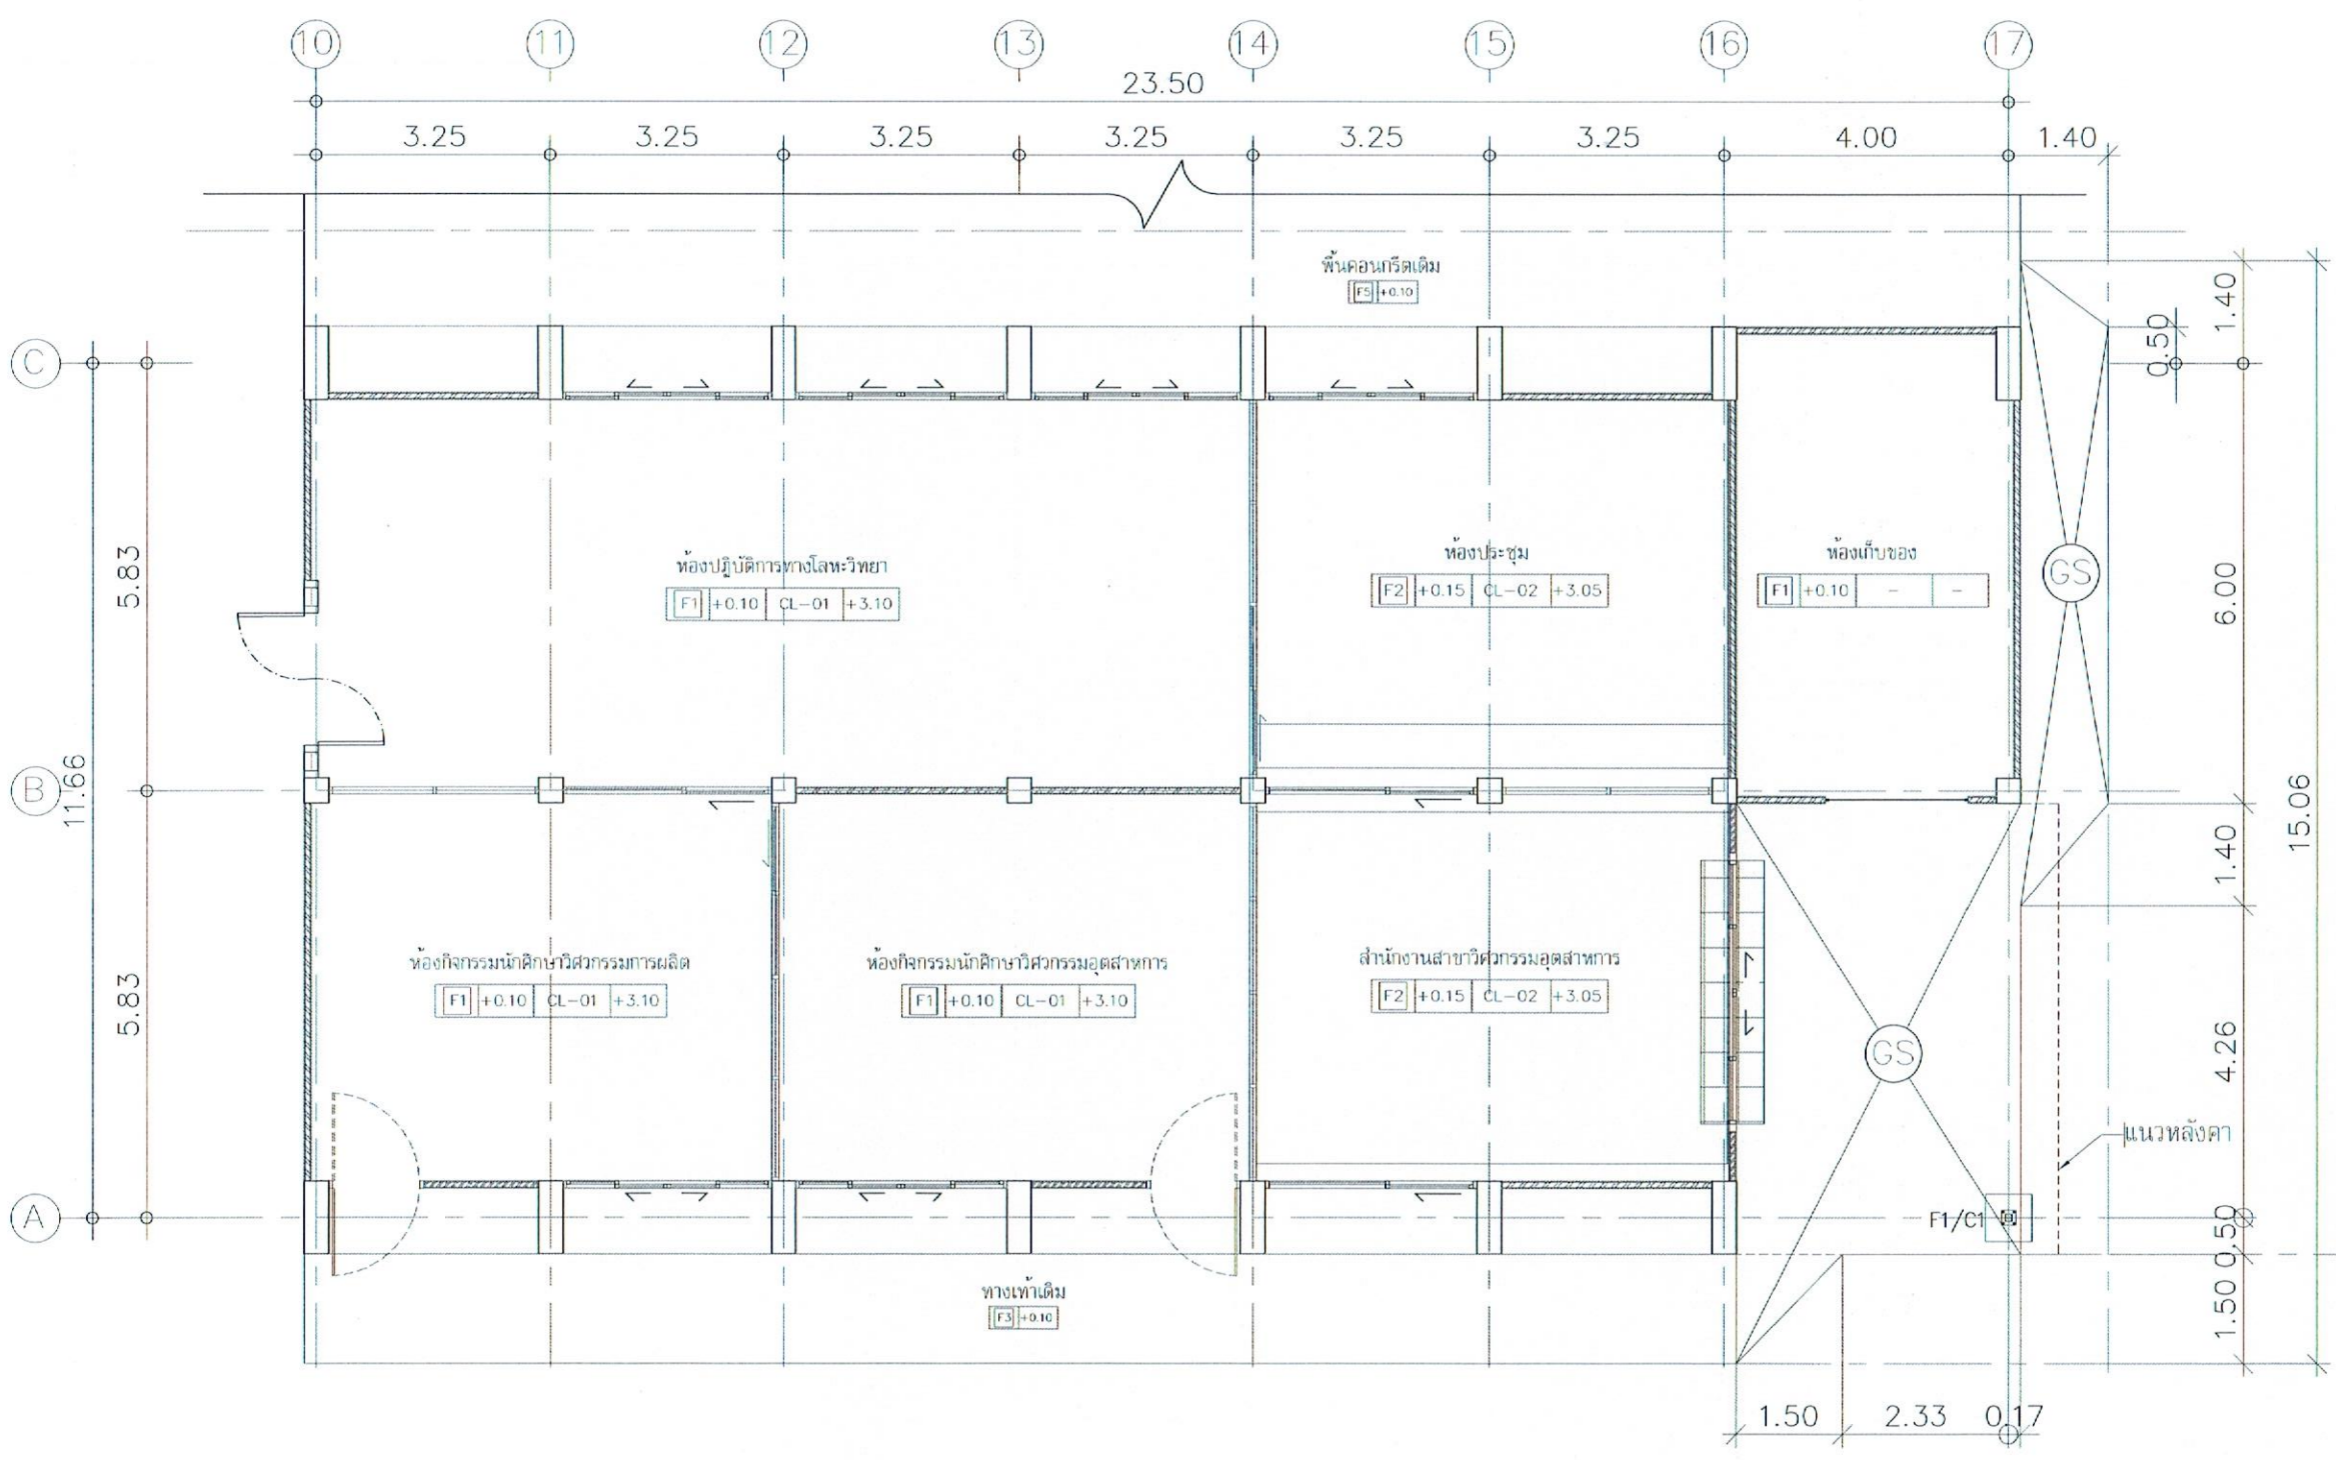 10 11 12 13 14 15 16 17
23.50
3.25 3.25 3.25 3.25 3.25 3.25 4.00 1.40
พื้นคอนกรีตเดิม
F5 +0.10
1.40
0.50
C
ห้องปฏิบัติการทางโลหะวิทยา
F1 +0.10 CL-01 +3.10
ห้องประชุม
F2 +0.15 CL-02 +3.05
ห้องเก็บของ
F1 +0.10 - -
GS
5.83
6.00
B
11.66
15.06
1.40
ห้องกิจกรรมนักศึกษาวิศวกรรมการผลิต
F1 +0.10 CL-01 +3.10
ห้องกิจกรรมนักศึกษาวิศวกรรมอุตสาหการ
F1 +0.10 CL-01 +3.10
สำนักงานสาขาวิศวกรรมอุตสาหการ
F2 +0.15 CL-02 +3.05
GS
5.83
4.26
แนวหลังคา
A
F1/C1
0.50
ทางเท้าเดิม
F3 +0.10
1.50
1.50 2.33 0.17